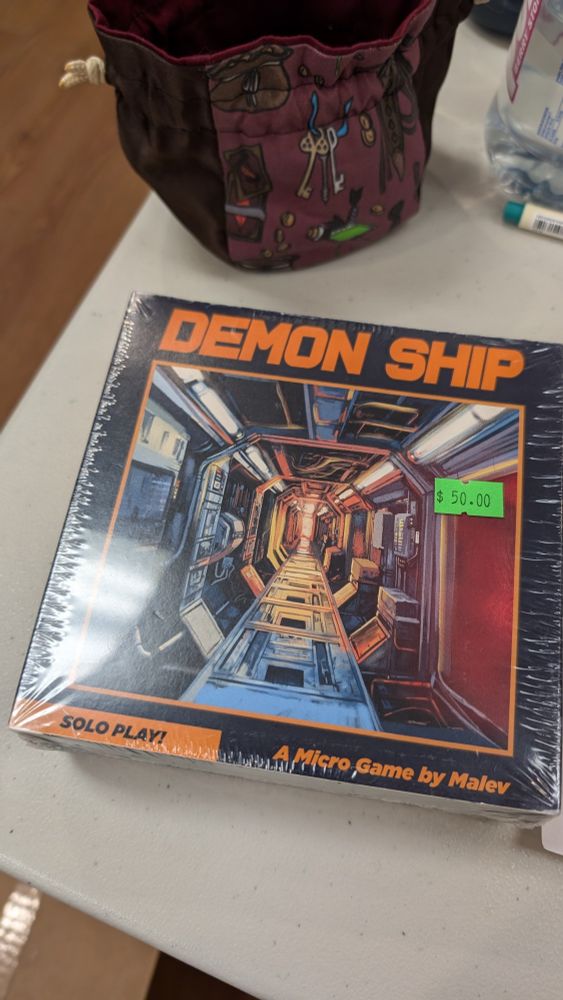 DEMON SHIP
$ 50.00
SOLO PLAY!
A Micro Game by Malev